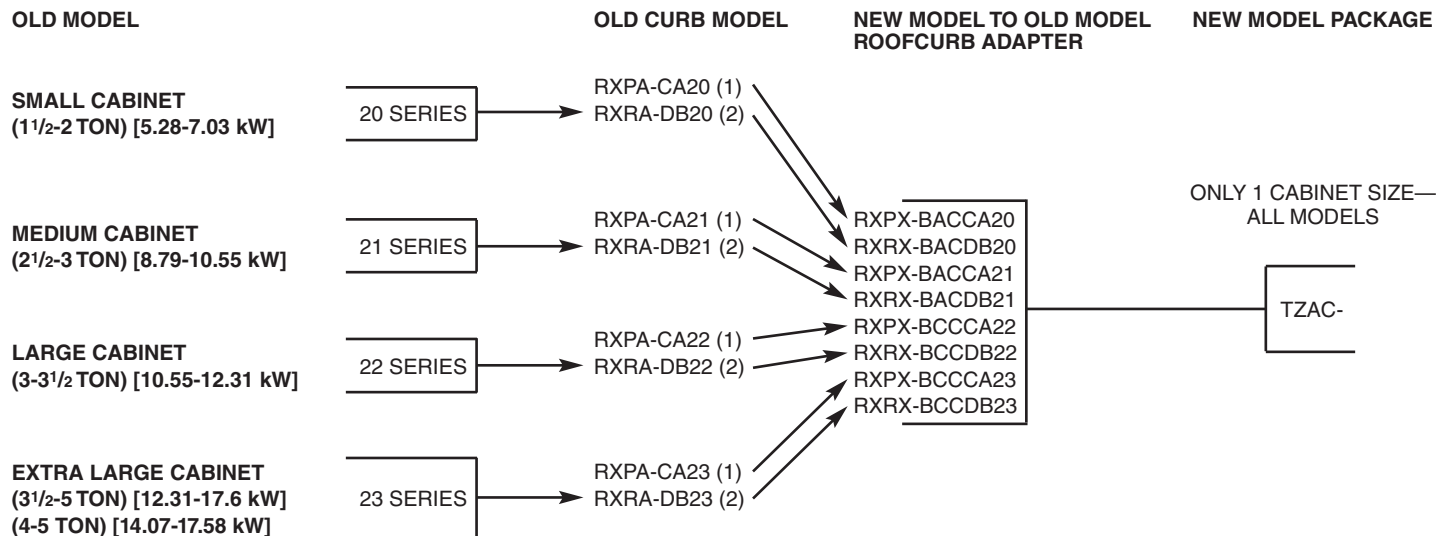 OLD MODEL
OLD CURB MODEL
NEW MODEL TO OLD MODEL
ROOFCURB ADAPTER
NEW MODEL PACKAGE
SMALL CABINET
(1 1/2-2 TON) [5.28-7.03 kW]
20 SERIES
RXPA-CA20 (1)
RXRA-DB20 (2)
MEDIUM CABINET
(2 1/2-3 TON) [8.79-10.55 kW]
21 SERIES
RXPA-CA21 (1)
RXRA-DB21 (2)
LARGE CABINET
(3-3 1/2 TON) [10.55-12.31 kW]
22 SERIES
RXPA-CA22 (1)
RXRA-DB22 (2)
EXTRA LARGE CABINET
(3 1/2-5 TON) [12.31-17.6 kW]
(4-5 TON) [14.07-17.58 kW]
23 SERIES
RXPA-CA23 (1)
RXRA-DB23 (2)
RXPX-BACCA20
RXRX-BACDB20
RXPX-BACCA21
RXRX-BACDB21
RXPX-BCCCA22
RXRX-BCCDB22
RXPX-BCCCA23
RXRX-BCCDB23
ONLY 1 CABINET SIZE—
ALL MODELS
TZAC-